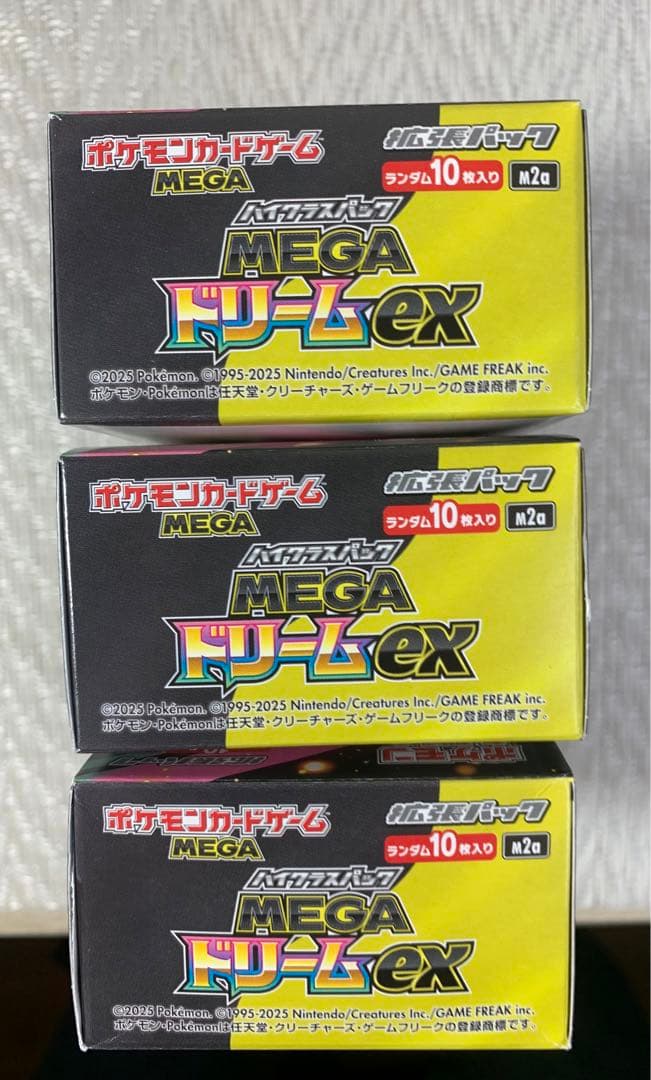 ポケモンカードゲーム
MEGA
拡張パック
ランダム10枚入り M2a
ハイクラスパック
MEGA
ドリームex
©2025 Pokémon. ©1995-2025 Nintendo/Creatures Inc./GAME FREAK inc.
ポケモン・Pokémonは任天堂・クリーチャーズ・ゲームフリークの登録商標です。
ポケモンカードゲーム
MEGA
拡張パック
ランダム10枚入り M2a
ハイクラスパック
MEGA
ドリームex
©2025 Pokémon. ©1995-2025 Nintendo/Creatures Inc./GAME FREAK inc.
ポケモン・Pokémonは任天堂・クリーチャーズ・ゲームフリークの登録商標です。
ポケモン
ポケモンカードゲーム
MEGA
拡張パック
ランダム10枚入り M2a
ハイクラスパック
MEGA
ドリームex
©2025 Pokémon. ©1995-2025 Nintendo/Creatures Inc./GAME FREAK inc.
ポケモン・Pokémonは任天堂・クリーチャーズ・ゲームフリークの登録商標です。